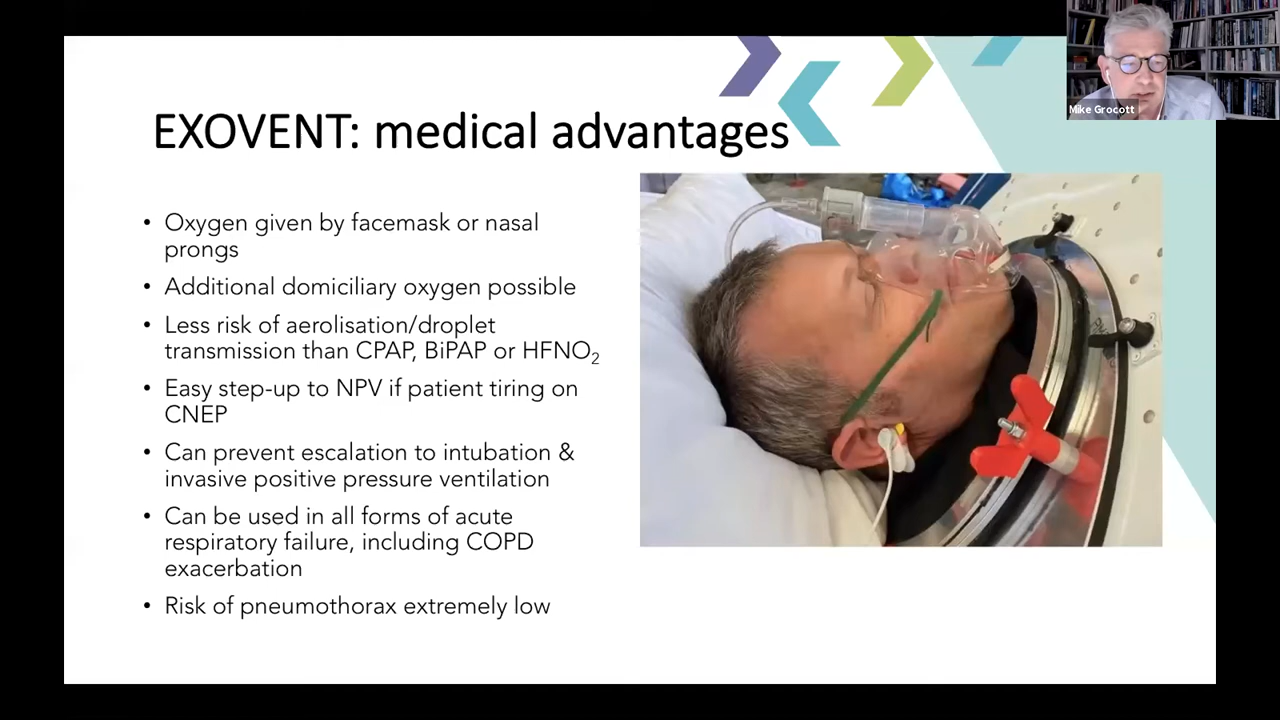 Mike Grocott
EXOVENT: medical advantages
• Oxygen given by facemask or nasal
prongs
• Additional domiciliary oxygen possible
• Less risk of aerolisation/droplet
transmission than CPAP, BiPAP or HFNO₂
• Easy step-up to NPV if patient tiring on
CNEP
• Can prevent escalation to intubation &
invasive positive pressure ventilation
• Can be used in all forms of acute
respiratory failure, including COPD
exacerbation
• Risk of pneumothorax extremely low